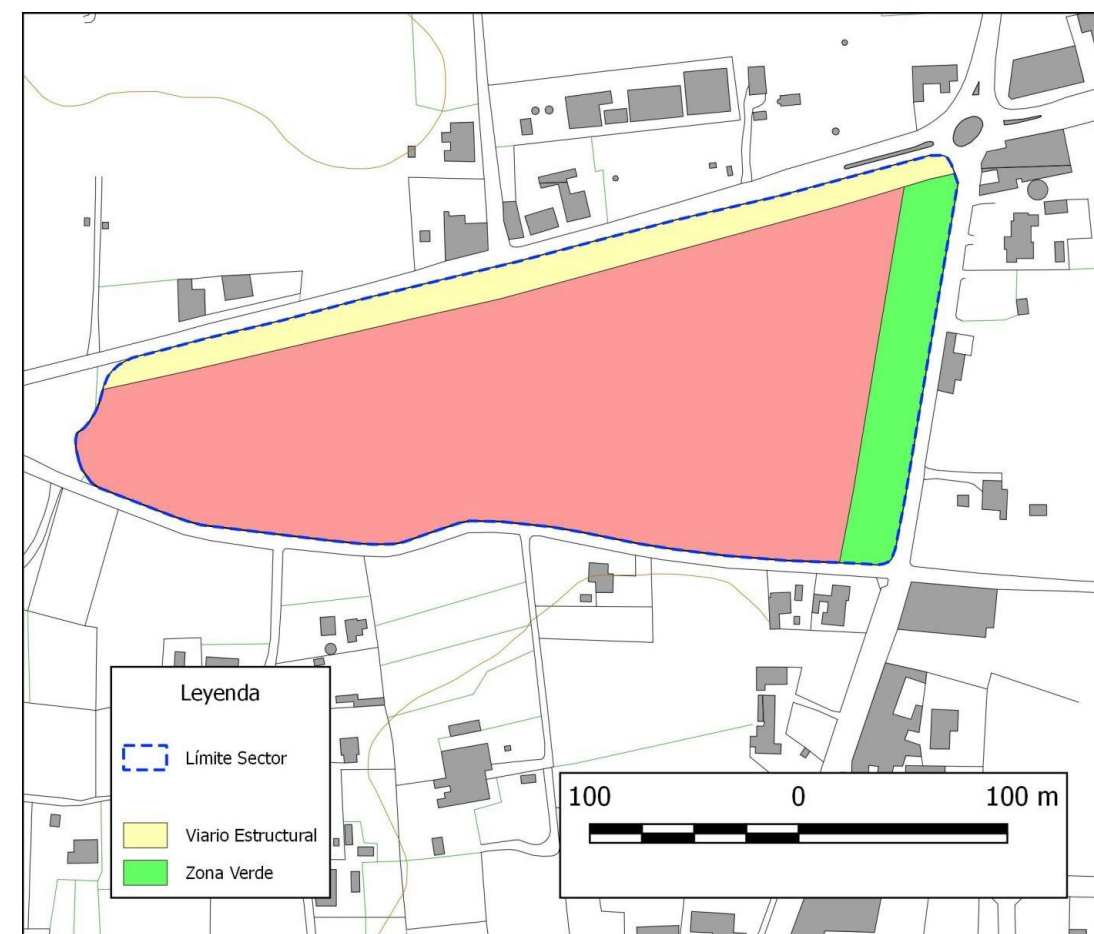 Leyenda
Límite Sector
Viario Estructural
Zona Verde
100 0 100 m